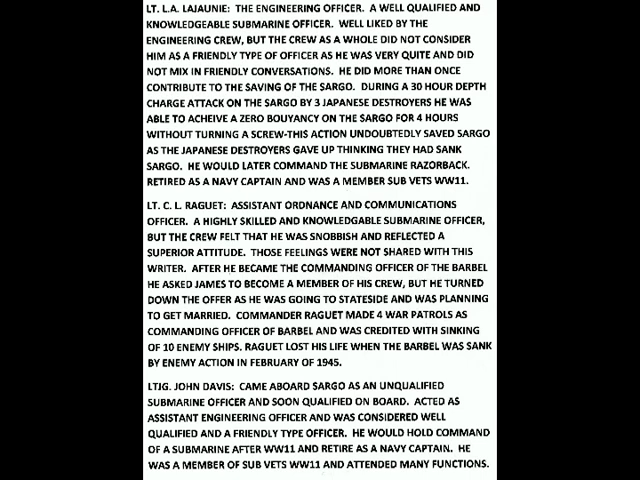 LT. L.A. LAJAUNIE:  THE ENGINEERING OFFICER.  A WELL QUALIFIED AND
KNOWLEDGEABLE SUBMARINE OFFICER.  WELL LIKED BY THE
ENGINEERING CREW, BUT THE CREW AS A WHOLE DID NOT CONSIDER
HIM AS A FRIENDLY TYPE OF OFFICER AS HE WAS VERY QUITE AND DID
NOT MIX IN FRIENDLY CONVERSATIONS.  HE DID MORE THAN ONCE
CONTRIBUTE TO THE SAVING OF THE SARGO.  DURING A 30 HOUR DEPTH
CHARGE ATTACK ON THE SARGO BY 3 JAPANESE DESTROYERS HE WAS
ABLE TO ACHEIVE A ZERO BOUYANCY ON THE SARGO FOR 4 HOURS
WITHOUT TURNING A SCREW-THIS ACTION UNDOUBTEDLY SAVED SARGO
AS THE JAPANESE DESTROYERS GAVE UP THINKING THEY HAD SANK
SARGO.  HE WOULD LATER COMMAND THE SUBMARINE RAZORBACK.
RETIRED AS A NAVY CAPTAIN AND WAS A MEMBER SUB VETS WW11.
LT. C. L. RAGUET:  ASSISTANT ORDNANCE AND COMMUNICATIONS
OFFICER.  A HIGHLY SKILLED AND KNOWLEDGABLE SUBMARINE OFFICER,
BUT THE CREW FELT THAT HE WAS SNOBBISH AND REFLECTED A
SUPERIOR ATTITUDE.  THOSE FEELINGS WERE NOT SHARED WITH THIS
WRITER.  AFTER HE BECAME THE COMMANDING OFFICER OF THE BARBEL
HE ASKED JAMES TO BECOME A MEMBER OF HIS CREW, BUT HE TURNED
DOWN THE OFFER AS HE WAS GOING TO STATESIDE AND WAS PLANNING
TO GET MARRIED.  COMMANDER RAGUET MADE 4 WAR PATROLS AS
COMMANDING OFFICER OF BARBEL AND WAS CREDITED WITH SINKING
OF 10 ENEMY SHIPS. RAGUET LOST HIS LIFE WHEN THE BARBEL WAS SANK
BY ENEMY ACTION IN FEBRUARY OF 1945.
LTJG. JOHN DAVIS:  CAME ABOARD SARGO AS AN UNQUALIFIED
SUBMARINE OFFICER AND SOON QUALIFIED ON BOARD.  ACTED AS
ASSISTANT ENGINEERING OFFICER AND WAS CONSIDERED WELL
QUALIFIED AND A FRIENDLY TYPE OFFICER.  HE WOULD HOLD COMMAND
OF A SUBMARINE AFTER WW11 AND RETIRE AS A NAVY CAPTAIN.  HE
WAS A MEMBER OF SUB VETS WW11 AND ATTENDED MANY FUNCTIONS.